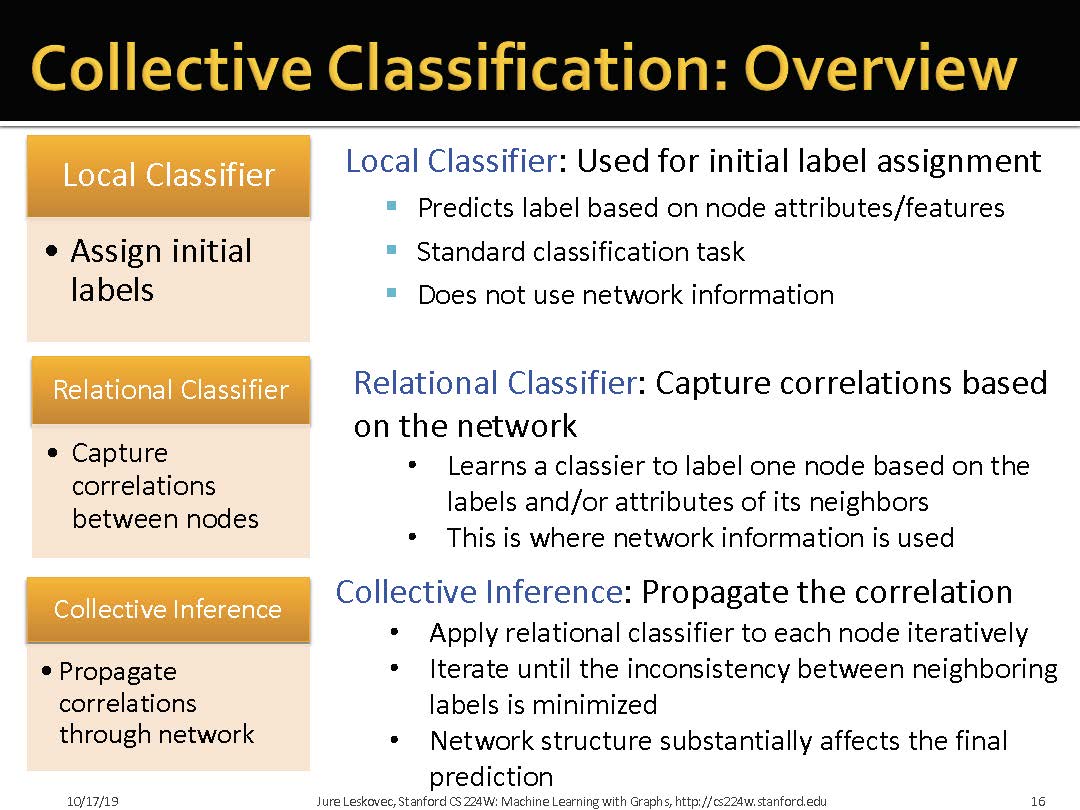 Collective Classification: Overview
Local Classifier
• Assign initial
labels
Local Classifier: Used for initial label assignment
▪ Predicts label based on node attributes/features
▪ Standard classification task
▪ Does not use network information
Relational Classifier
• Capture
correlations
between nodes
Relational Classifier: Capture correlations based
on the network
• Learns a classier to label one node based on the
labels and/or attributes of its neighbors
• This is where network information is used
Collective Inference
• Propagate
correlations
through network
Collective Inference: Propagate the correlation
• Apply relational classifier to each node iteratively
• Iterate until the inconsistency between neighboring
labels is minimized
• Network structure substantially affects the final
prediction
10/17/19
Jure Leskovec, Stanford CS224W: Machine Learning with Graphs, http://cs224w.stanford.edu
16